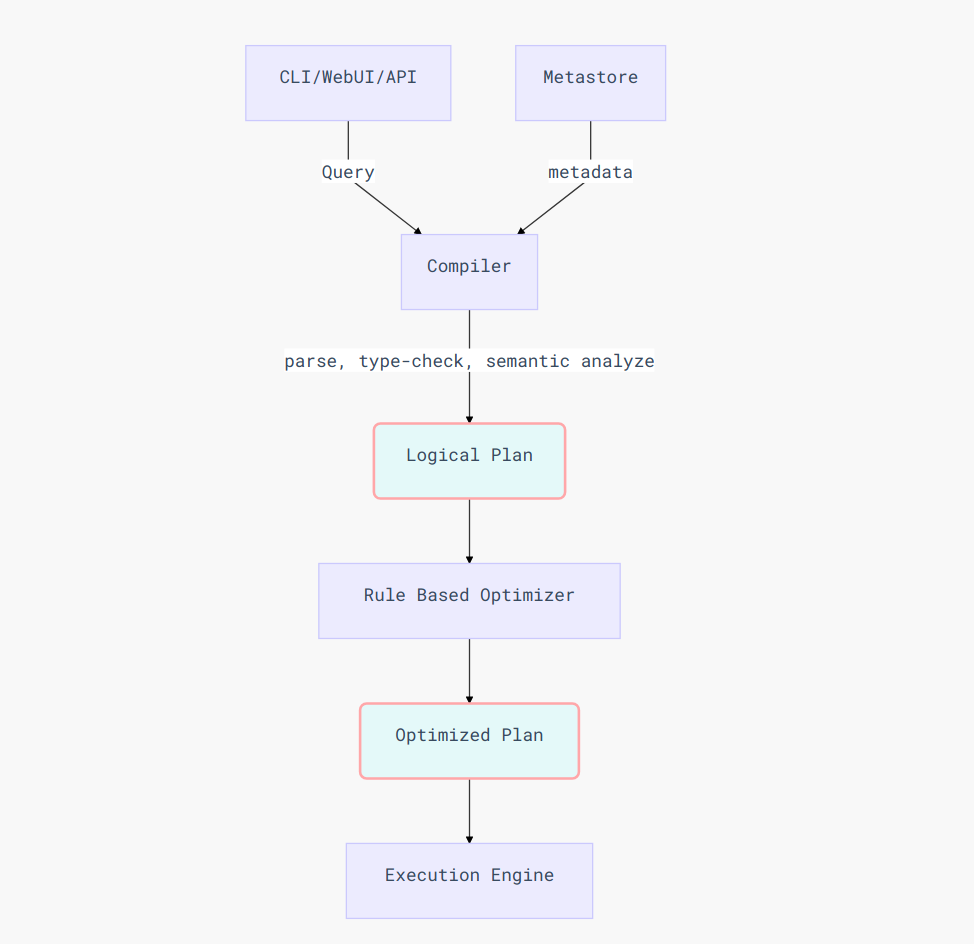 CLI/WebUI/API
Metastore
Query
metadata
Compiler
parse, type-check, semantic analyze
Logical Plan
Rule Based Optimizer
Optimized Plan
Execution Engine